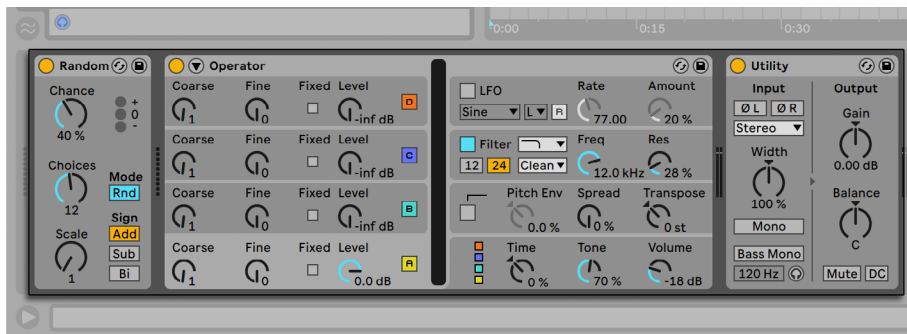 0:00
0:15
0:30
Random
Chance
40 %
+
0
-
Choices
12
Mode
Rnd
Sign
Add
Sub
Bi
Scale
1
Operator
Coarse Fine Fixed Level
1 0 -inf dB D
Coarse Fine Fixed Level
1 0 -inf dB C
Coarse Fine Fixed Level
1 0 -inf dB B
Coarse Fine Fixed Level
1 0 0.0 dB A
LFO Rate Amount
Sine L R 77.00 20 %
Filter Freq Res
12 24 Clean 12.0 kHz 28 %
Pitch Env Spread Transpose
0.0 % 0 % 0 st
Time Tone Volume
0 % 70 % -18 dB
Utility
Input
Ø L Ø R
Stereo
Width
100 %
Mono
Bass Mono
120 Hz
Output
Gain
0.00 dB
Balance
C
Mute DC